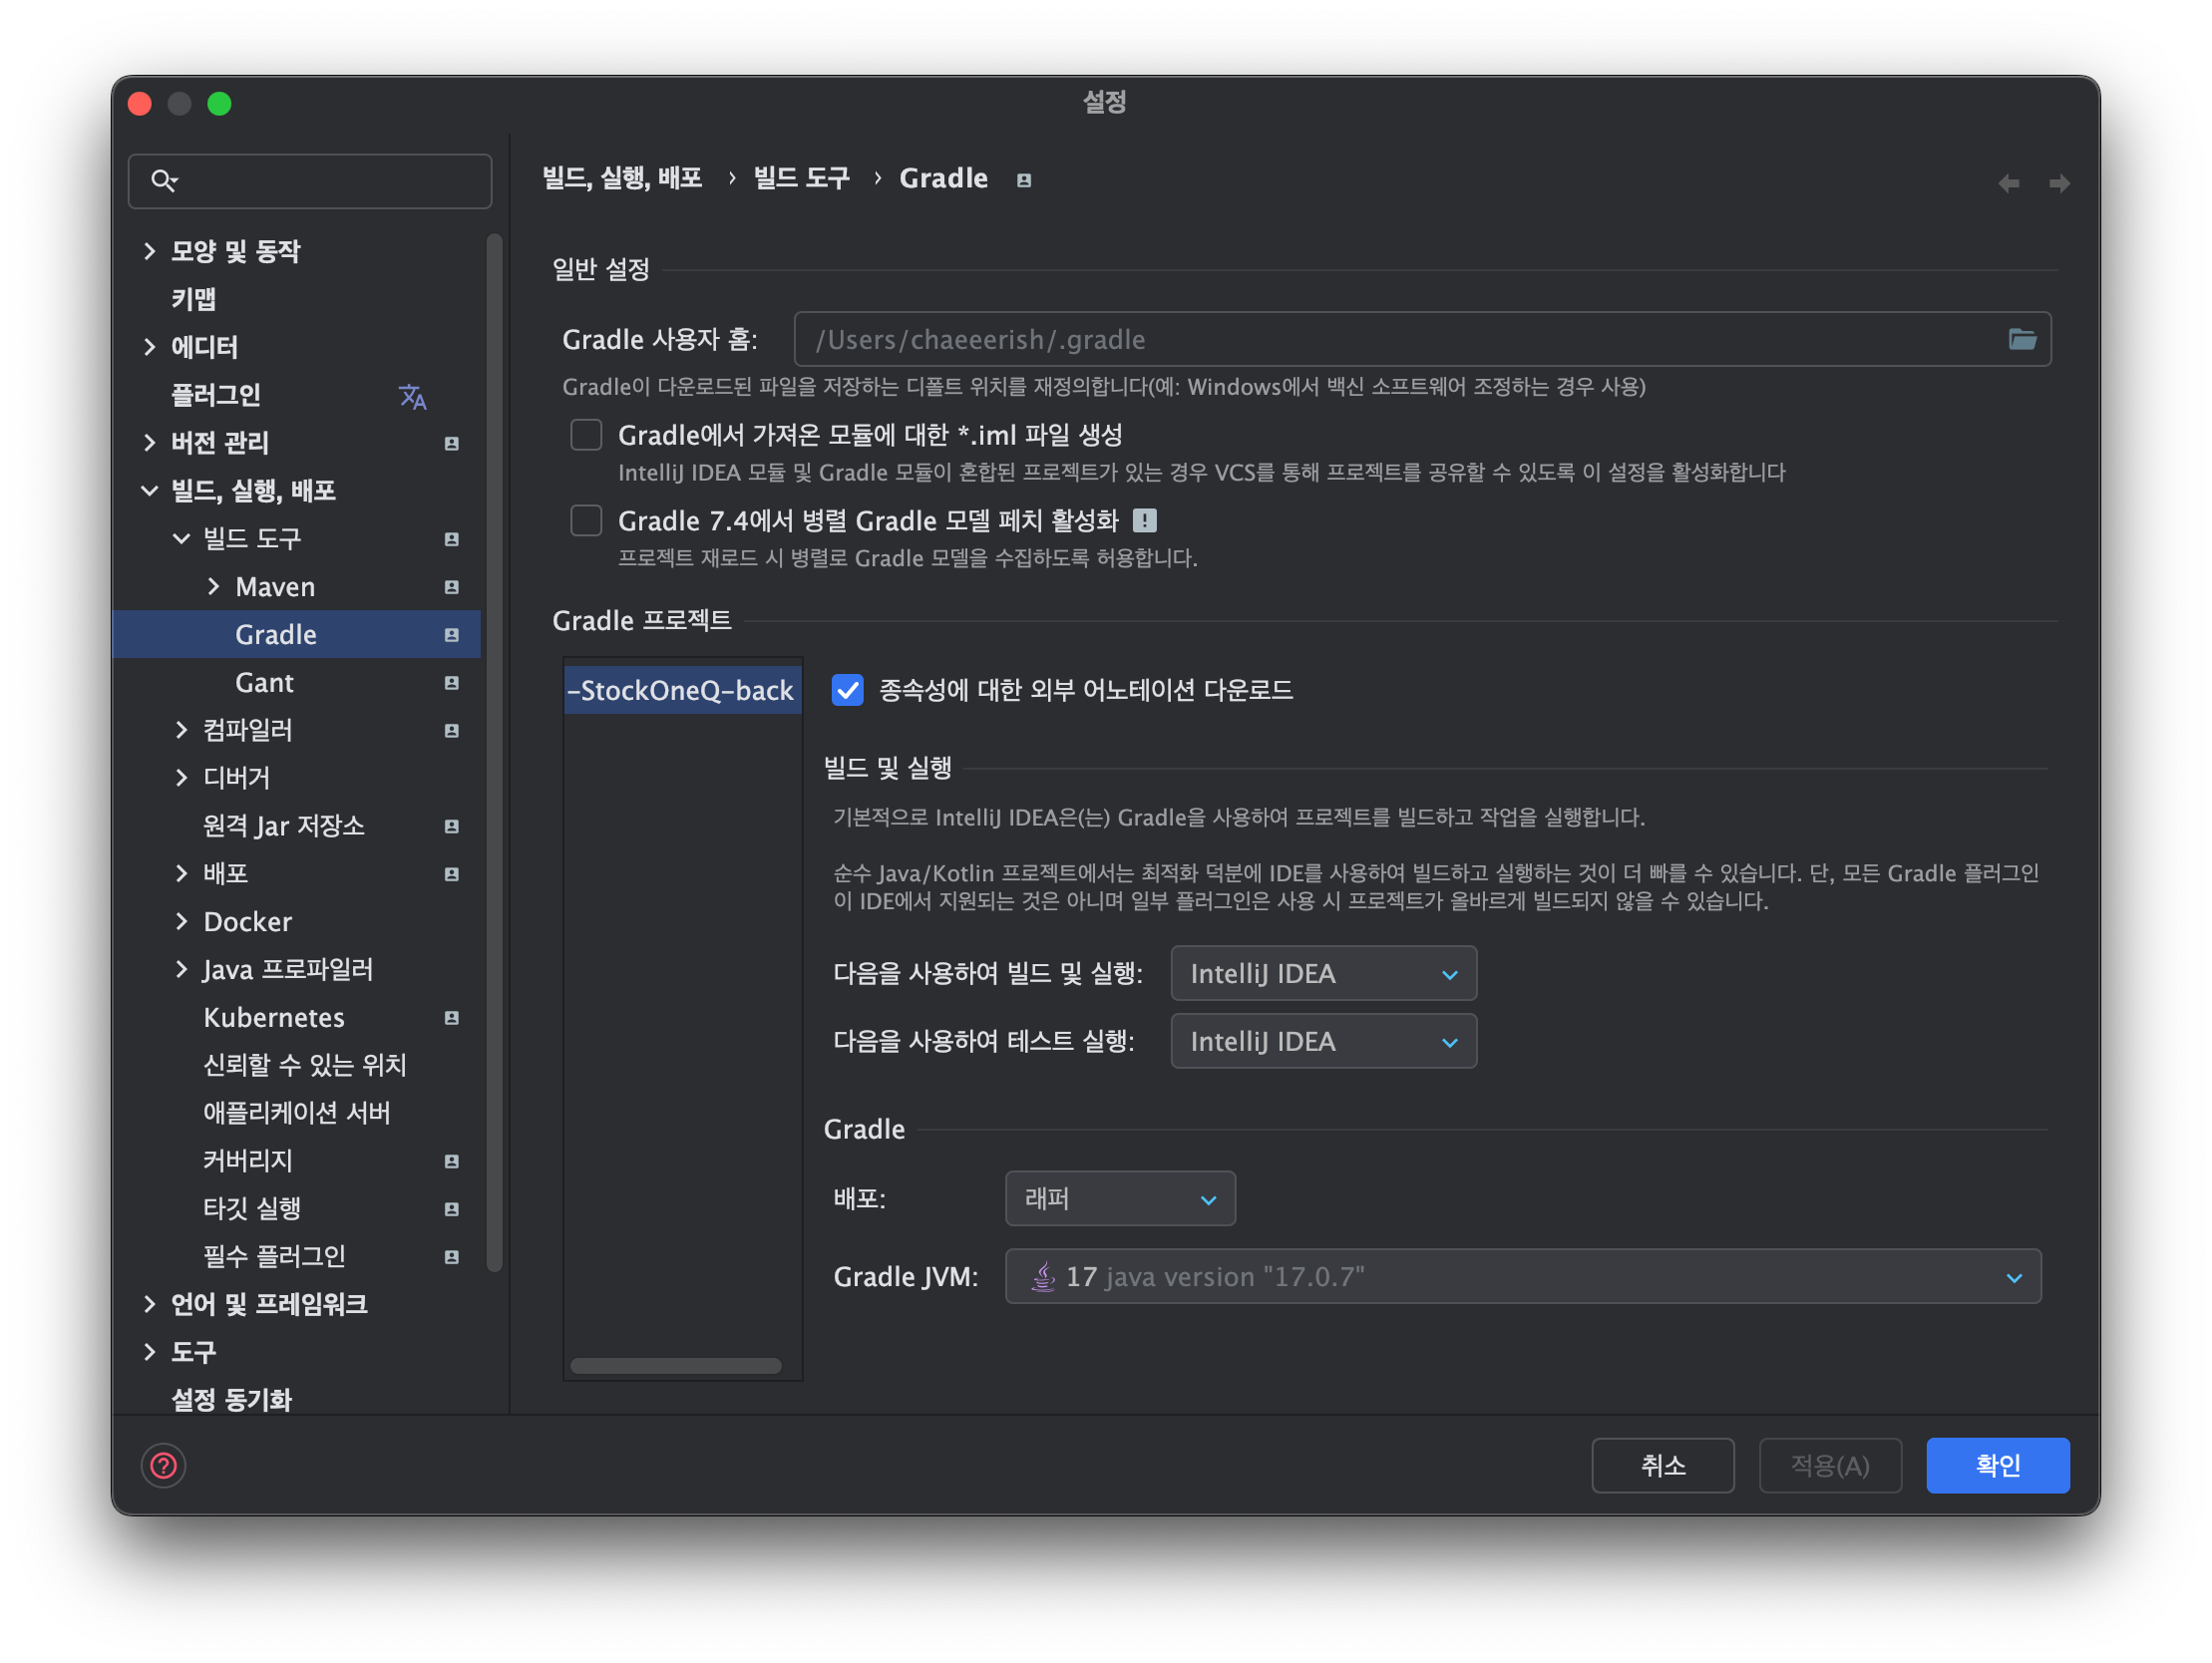 설정
빌드, 실행, 배포 › 빌드 도구 › Gradle
모양 및 동작
키맵
에디터
플러그인
버전 관리
빌드, 실행, 배포
빌드 도구
Maven
Gradle
Gant
컴파일러
디버거
원격 Jar 저장소
배포
Docker
Java 프로파일러
Kubernetes
신뢰할 수 있는 위치
애플리케이션 서버
커버리지
타깃 실행
필수 플러그인
언어 및 프레임워크
도구
설정 동기화
일반 설정
Gradle 사용자 홈: /Users/chaeeerish/.gradle
Gradle이 다운로드된 파일을 저장하는 디폴트 위치를 재정의합니다(예: Windows에서 백신 소프트웨어 조정하는 경우 사용)
Gradle에서 가져온 모듈에 대한 *.iml 파일 생성
IntelliJ IDEA 모듈 및 Gradle 모듈이 혼합된 프로젝트가 있는 경우 VCS를 통해 프로젝트를 공유할 수 있도록 이 설정을 활성화합니다
Gradle 7.4에서 병렬 Gradle 모델 페치 활성화
프로젝트 재로드 시 병렬로 Gradle 모델을 수집하도록 허용합니다.
Gradle 프로젝트
-StockOneQ-back
종속성에 대한 외부 어노테이션 다운로드
빌드 및 실행
기본적으로 IntelliJ IDEA은(는) Gradle을 사용하여 프로젝트를 빌드하고 작업을 실행합니다.
순수 Java/Kotlin 프로젝트에서는 최적화 덕분에 IDE를 사용하여 빌드하고 실행하는 것이 더 빠를 수 있습니다. 단, 모든 Gradle 플러그인
이 IDE에서 지원되는 것은 아니며 일부 플러그인은 사용 시 프로젝트가 올바르게 빌드되지 않을 수 있습니다.
다음을 사용하여 빌드 및 실행: IntelliJ IDEA
다음을 사용하여 테스트 실행: IntelliJ IDEA
Gradle
배포: 래퍼
Gradle JVM: 17 java version "17.0.7"
취소 적용(A) 확인